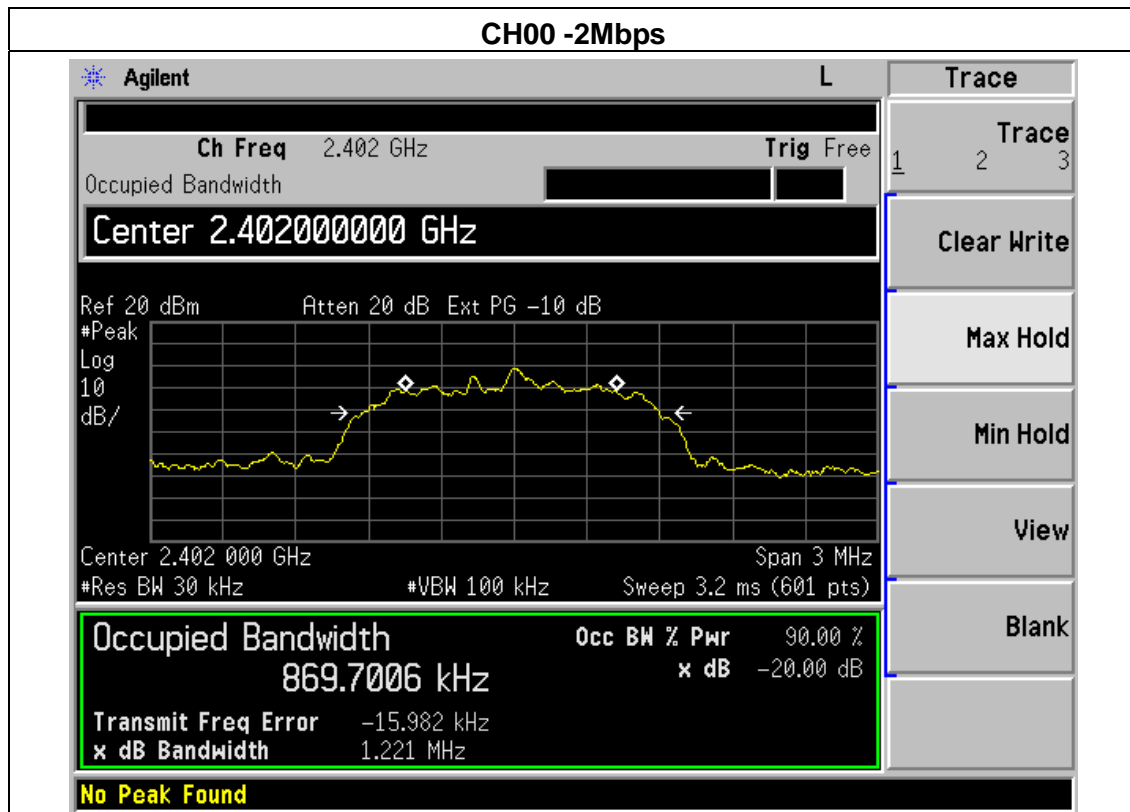 CH00 -2Mbps
Agilent L Trace
Ch Freq 2.402 GHz Trig Free
Occupied Bandwidth
Center 2.402000000 GHz
Ref 20 dBm Atten 20 dB Ext PG -10 dB
#Peak
Log
10
dB/
Center 2.402 000 GHz Span 3 MHz
#Res BW 30 kHz #VBW 100 kHz Sweep 3.2 ms (601 pts)
Occupied Bandwidth Occ BW % Pwr 90.00 %
869.7006 kHz x dB -20.00 dB
Transmit Freq Error -15.982 kHz
x dB Bandwidth 1.221 MHz
No Peak Found
Trace
1 2 3
Clear Write
Max Hold
Min Hold
View
Blank